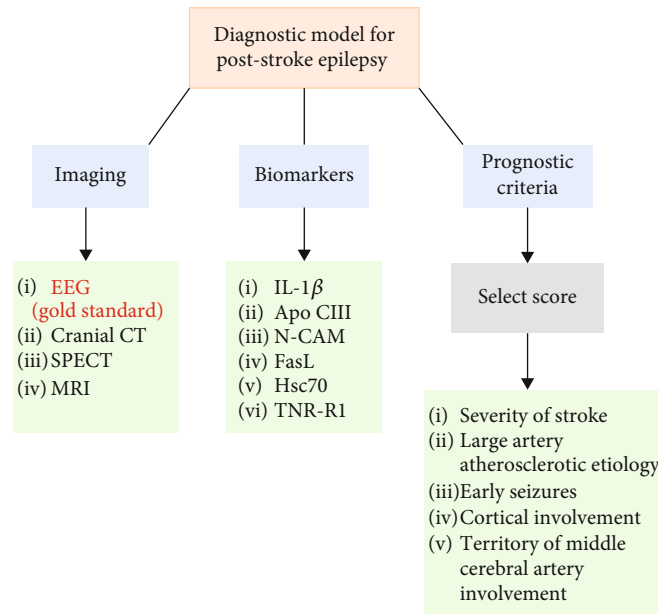 Diagnostic model for
post-stroke epilepsy
Imaging
Biomarkers
Prognostic
criteria
(i) EEG
(gold standard)
(ii) Cranial CT
(iii) SPECT
(iv) MRI
(i) IL-1β
(ii) Apo CIII
(iii) N-CAM
(iv) FasL
(v) Hsc70
(vi) TNR-R1
Select score
(i) Severity of stroke
(ii) Large artery
atherosclerotic etiology
(iii) Early seizures
(iv) Cortical involvement
(v) Territory of middle
cerebral artery
involvement